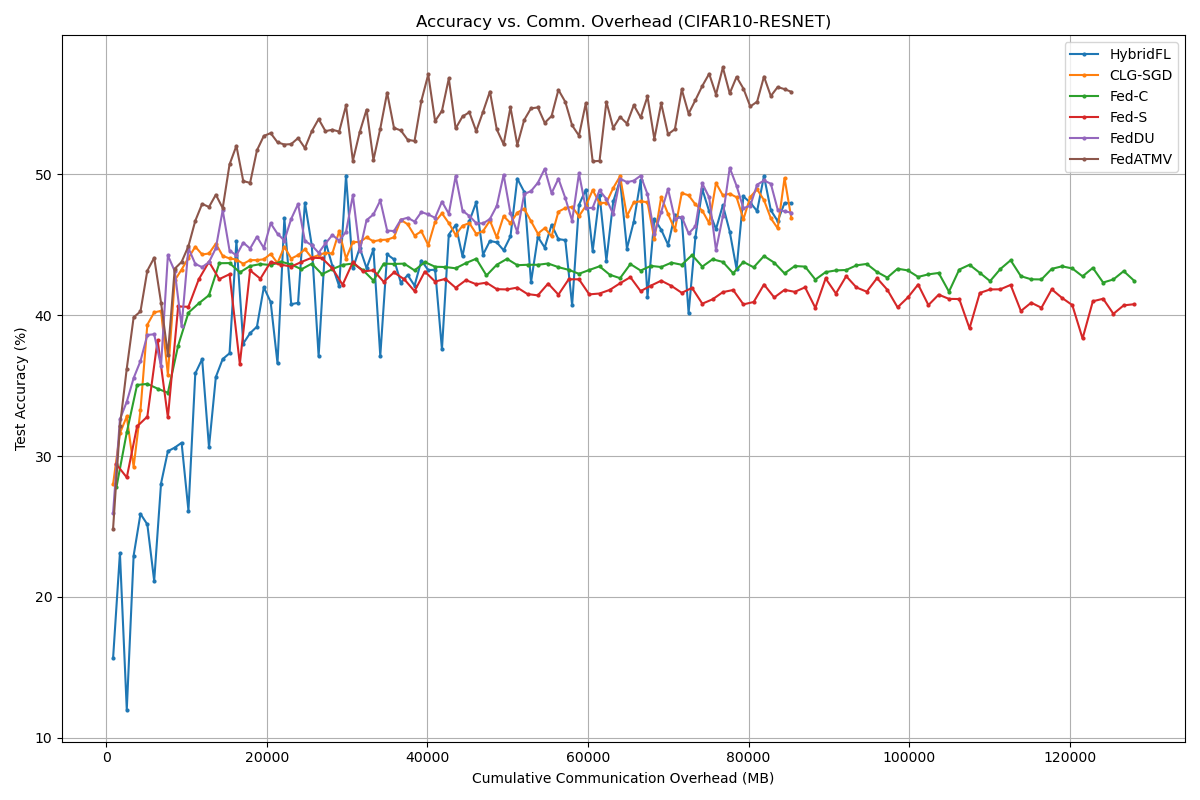 Accuracy vs. Comm. Overhead (CIFAR10-RESNET)
HybridFL
CLG-SGD
Fed-C
Fed-S
FedDU
FedATMV
Test Accuracy (%)
50
40
30
20
10
0
20000
40000
60000
80000
100000
120000
Cumulative Communication Overhead (MB)